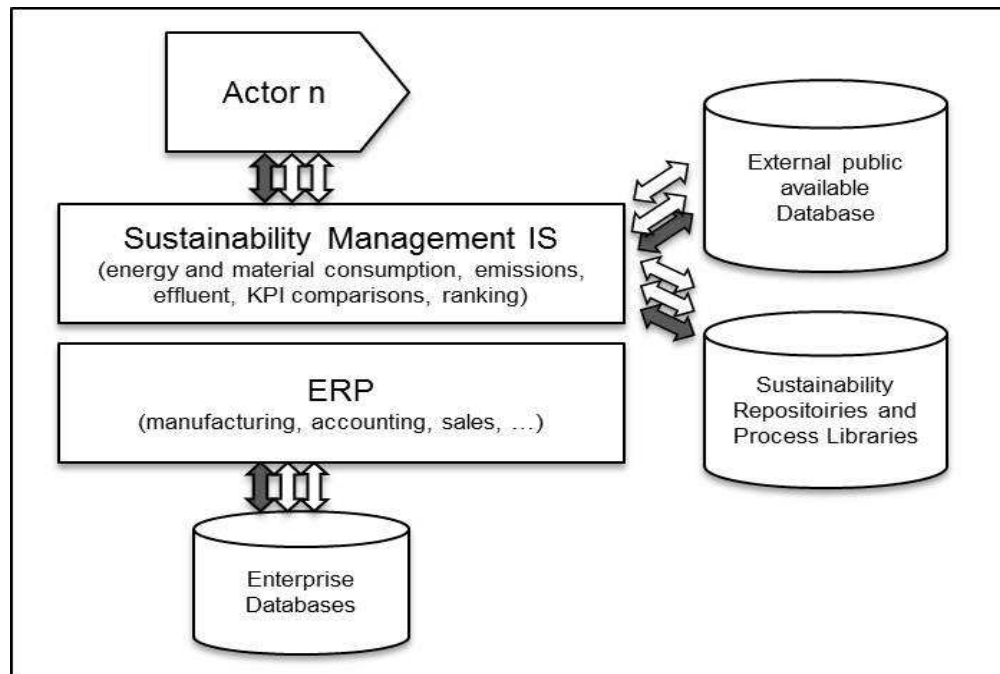 Actor n
External public
available
Database
Sustainability Management IS
(energy and material consumption, emissions,
effluent, KPI comparisons, ranking)
ERP
(manufacturing, accounting, sales, …)
Sustainability
Repositoiries and
Process Libraries
Enterprise
Databases